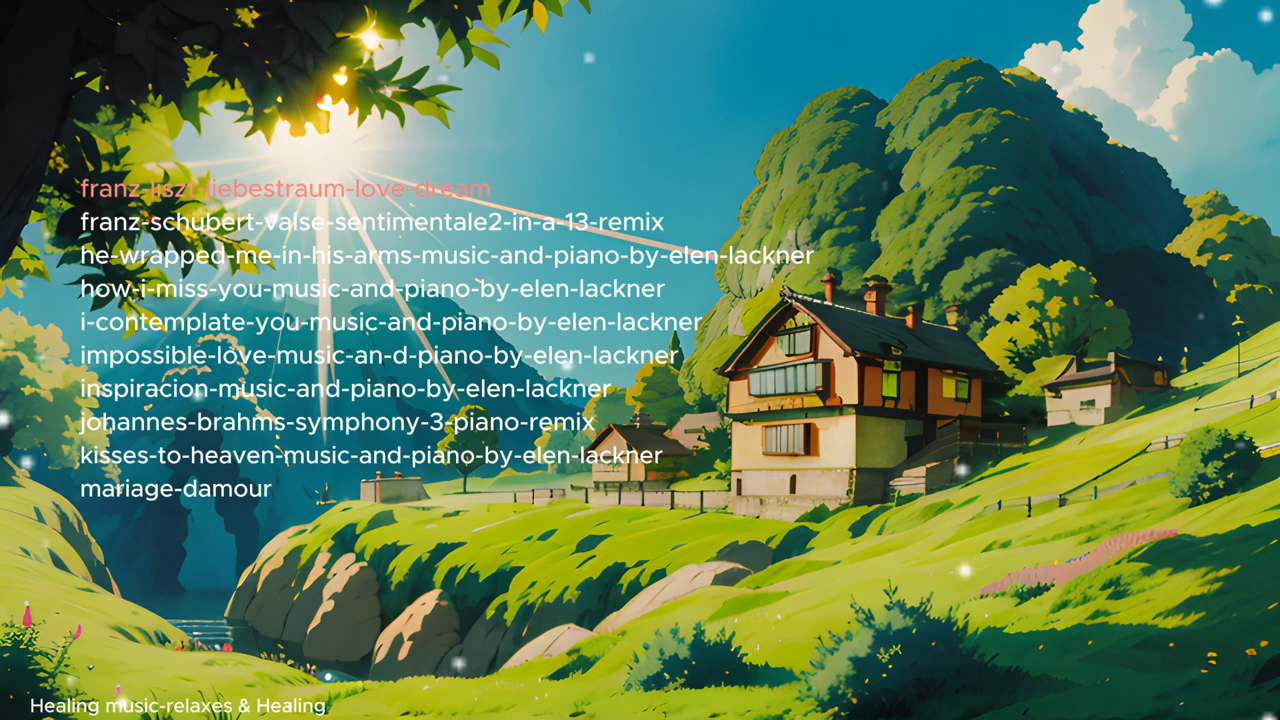 franz-liszt-liebestraum-love-dream
franz-schubert-valse-sentimentale2-in-a-13-remix
he-wrapped-me-in-his-arms-music-and-piano-by-elen-lackner
how-i-miss-you-music-and-piano-by-elen-lackner
i-contemplate-you-music-and-piano-by-elen-lackner
impossible-love-music-an-d-piano-by-elen-lackner
inspiracion-music-and-piano-by-elen-lackner
johannes-brahms-symphony-3-piano-remix
kisses-to-heaven-music-and-piano-by-elen-lackner
mariage-damour
Healing music-relaxes & Healing